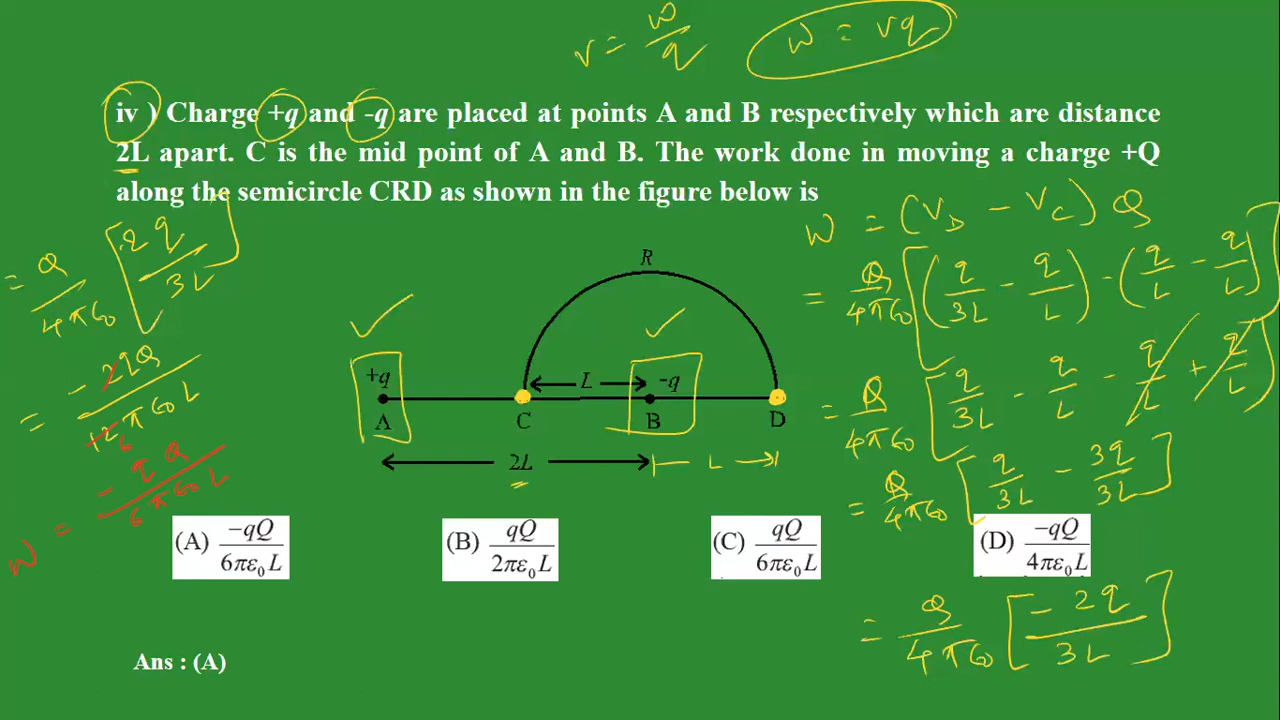 v = w/q
w = vq
iv ) Charge +q and -q are placed at points A and B respectively which are distance
2L apart. C is the mid point of A and B. The work done in moving a charge +Q
along the semicircle CRD as shown in the figure below is
W = (V_D - V_C) Q
= Q/4πε0 [(q/3L - q/L) - (q/L - q/L)]
= Q/4πε0 [q/3L - q/L - q/L + q/L]
= Q/4πε0 [q/3L - 3q/3L]
= Q/4πε0 [-2q/3L]
= Q/4πε0 [2q/3L]
= -2qQ/12πε0L
6
W = -qQ/6πε0L
R
+q
L
-q
A
C
B
D
2L
L
(A) -qQ/6πε₀L
(B) qQ/2πε₀L
(C) qQ/6πε₀L
(D) -qQ/4πε₀L
Ans : (A)